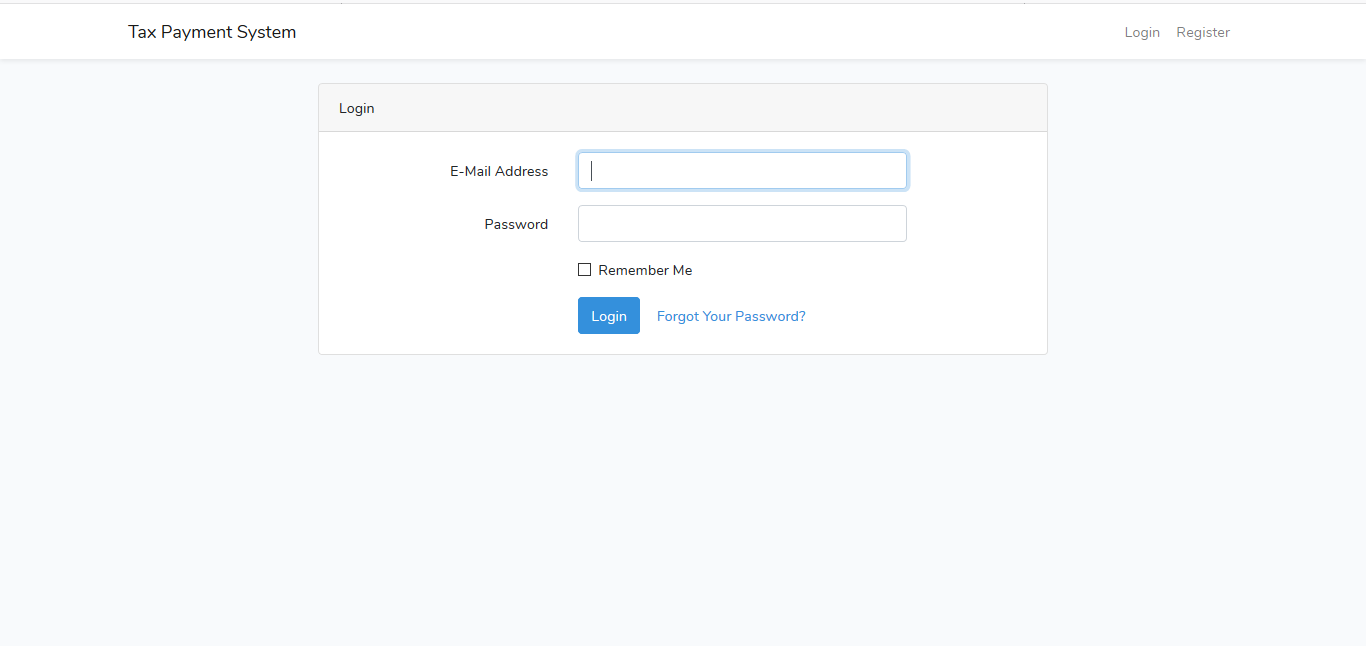 Tax Payment System
Login Register
Login
E-Mail Address
Password
Remember Me
Login Forgot Your Password?